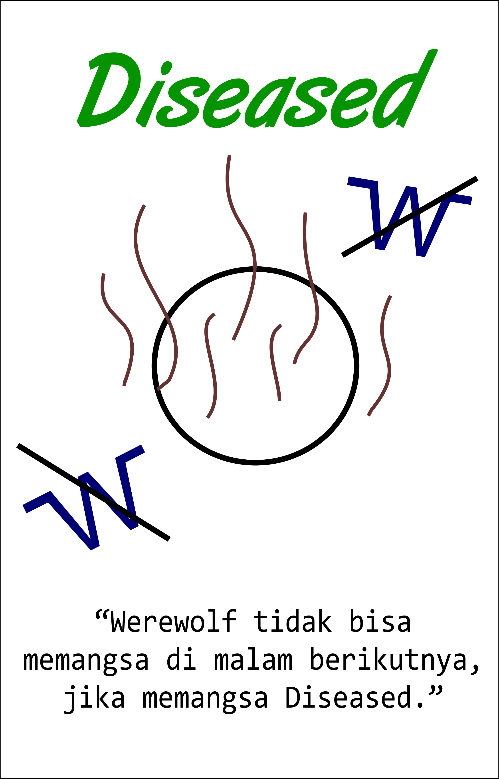 Diseased
W
W
“Werewolf tidak bisa
memangsa di malam berikutnya,
jika memangsa Diseased.”